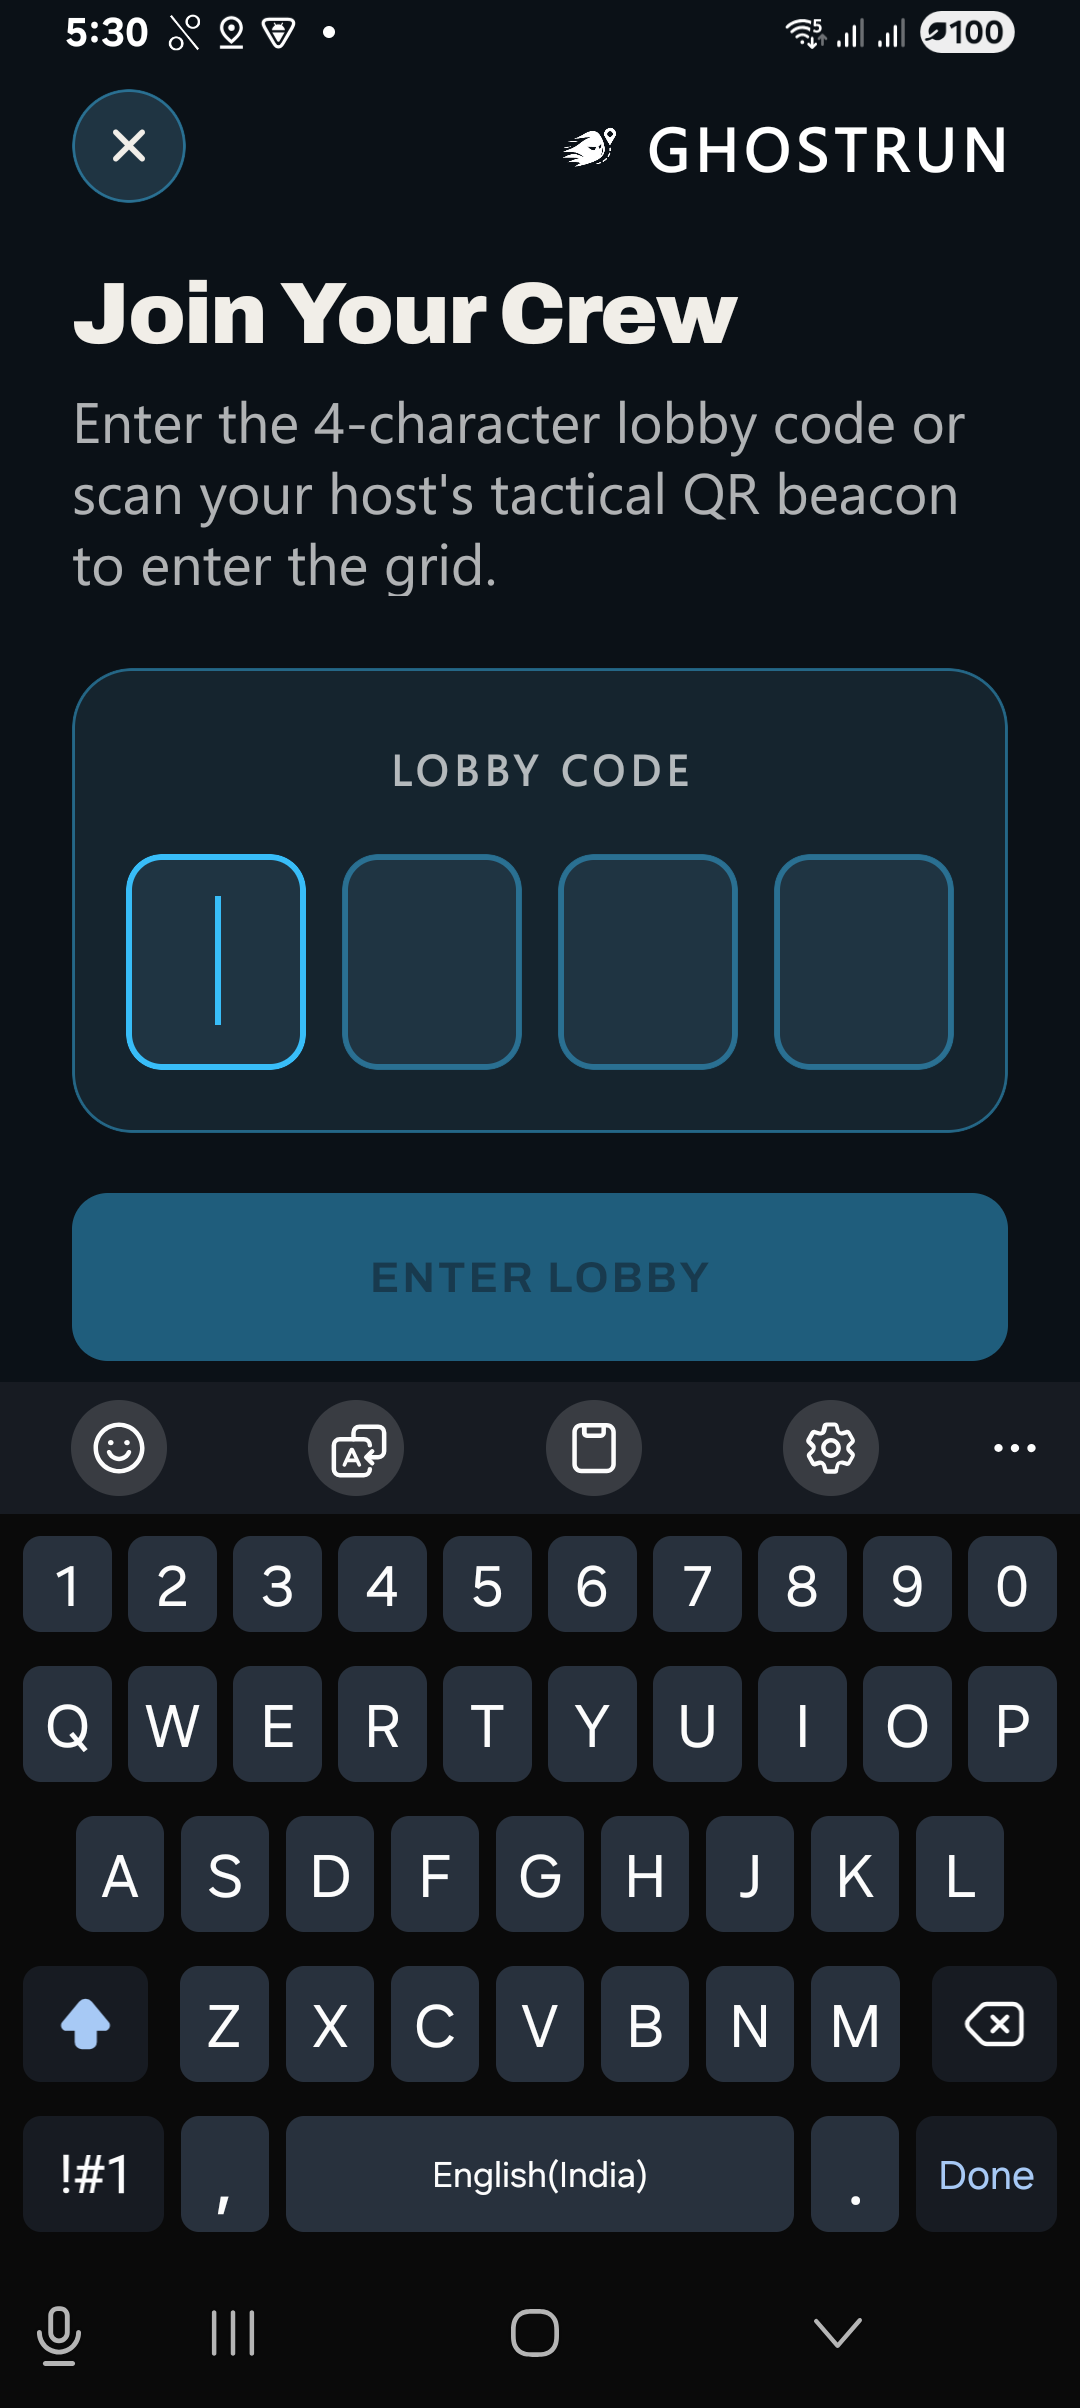 5:30
5
100
GHOSTRUN
Join Your Crew
Enter the 4-character lobby code or
scan your host's tactical QR beacon
to enter the grid.
LOBBY CODE
ENTER LOBBY
A
1 2 3 4 5 6 7 8 9 0
Q W E R T Y U I O P
A S D F G H J K L
Z X C V B N M
!#1 , English(India) . Done